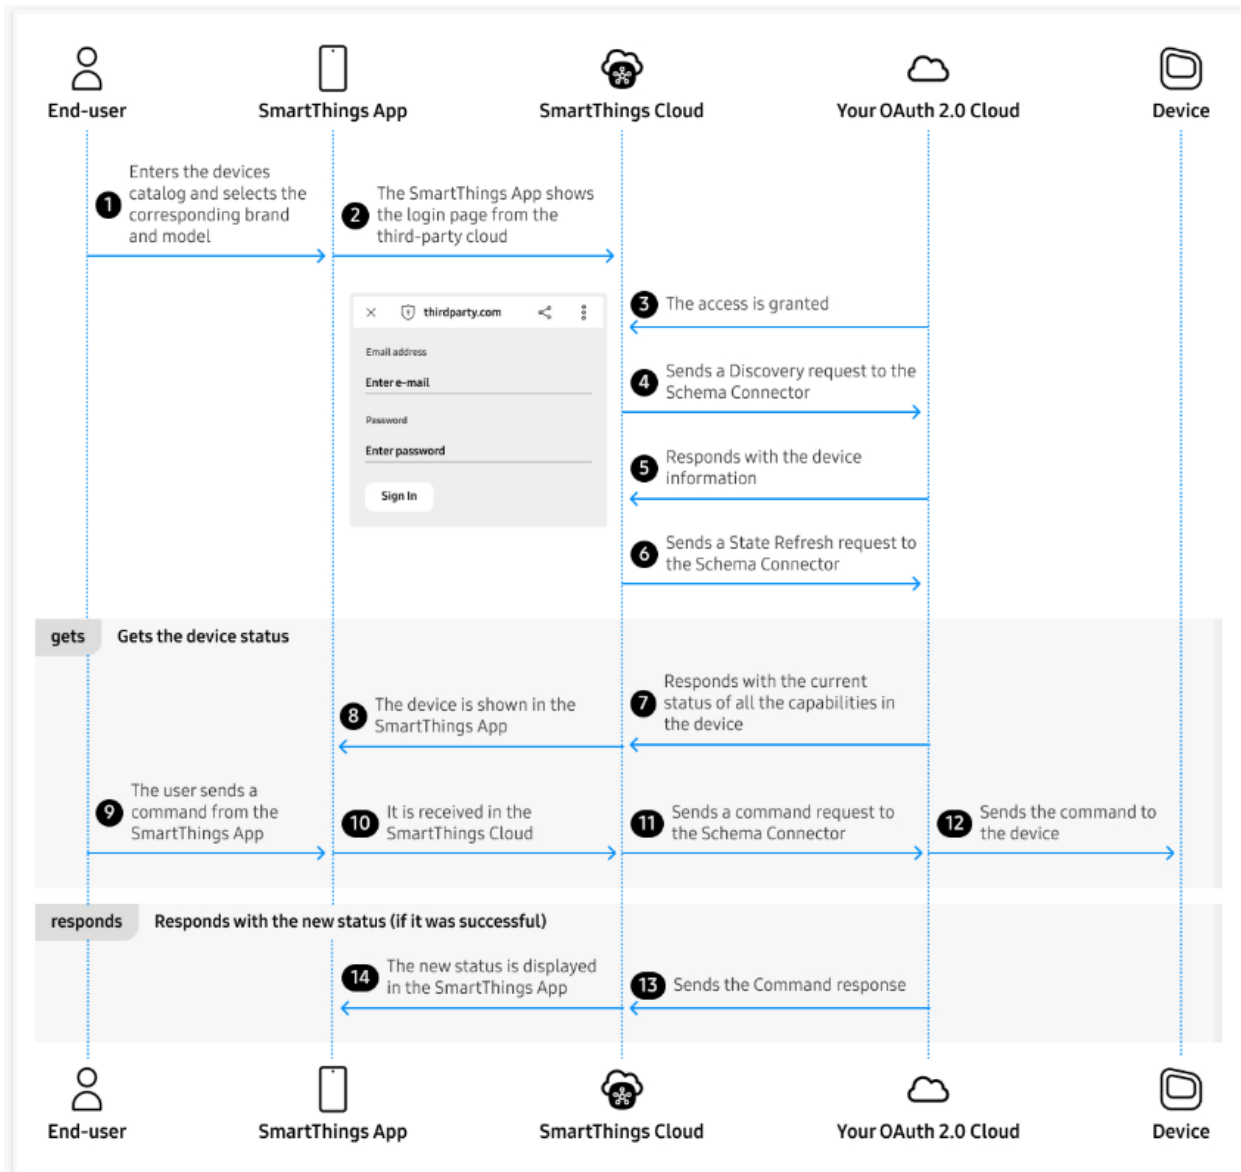 End-user
SmartThings App
SmartThings Cloud
Your OAuth 2.0 Cloud
Device
1
Enters the devices
catalog and selects the
corresponding brand
and model
2
The SmartThings App shows
the login page from the
third-party cloud
3
The access is granted
thirdparty.com
Email address
Enter e-mail
Password
Enter password
Sign In
4
Sends a Discovery request to the
Schema Connector
5
Responds with the device
information
6
Sends a State Refresh request to
the Schema Connector
gets
Gets the device status
7
Responds with the current
status of all the capabilities in
the device
8
The device is shown in the
SmartThings App
9
The user sends a
command from the
SmartThings App
10
It is received in the
SmartThings Cloud
11
Sends a command request to
the Schema Connector
12
Sends the command to
the device
responds
Responds with the new status (if it was successful)
14
The new status is displayed
in the SmartThings App
13
Sends the Command response
End-user
SmartThings App
SmartThings Cloud
Your OAuth 2.0 Cloud
Device